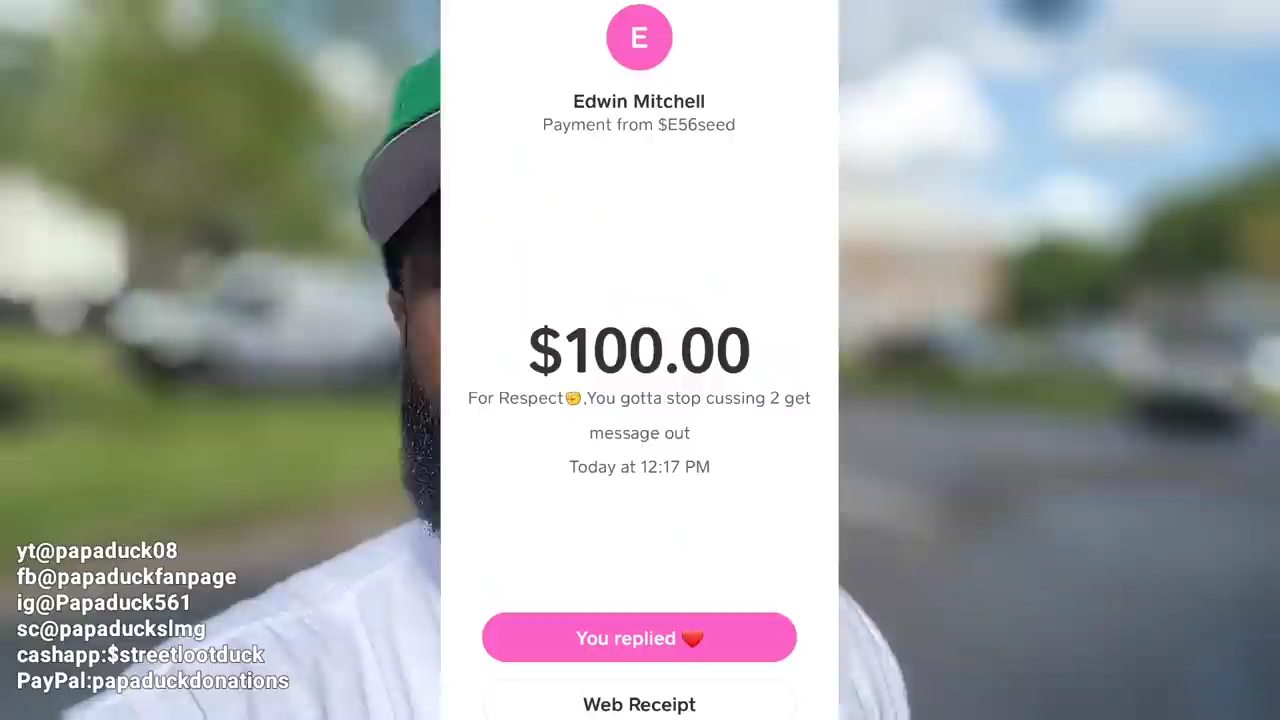 E
Edwin Mitchell
Payment from $E56seed
$100.00
For Respect✊,You gotta stop cussing 2 get
message out
Today at 12:17 PM
You replied ❤️
Web Receipt
yt@papaduck08
fb@papaduckfanpage
ig@Papaduck561
sc@papaduckslmg
cashapp:$streetlootduck
PayPal:papaduckdonations